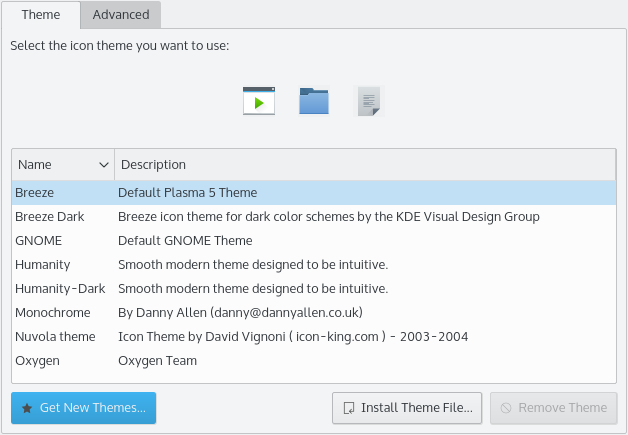 Theme Advanced
Select the icon theme you want to use:
Name Description
Breeze Default Plasma 5 Theme
Breeze Dark Breeze icon theme for dark color schemes by the KDE Visual Design Group
GNOME Default GNOME Theme
Humanity Smooth modern theme designed to be intuitive.
Humanity-Dark Smooth modern theme designed to be intuitive.
Monochrome By Danny Allen (danny@dannyallen.co.uk)
Nuvola theme Icon Theme by David Vignoni ( icon-king.com ) - 2003-2004
Oxygen Oxygen Team
Get New Themes... Install Theme File... Remove Theme